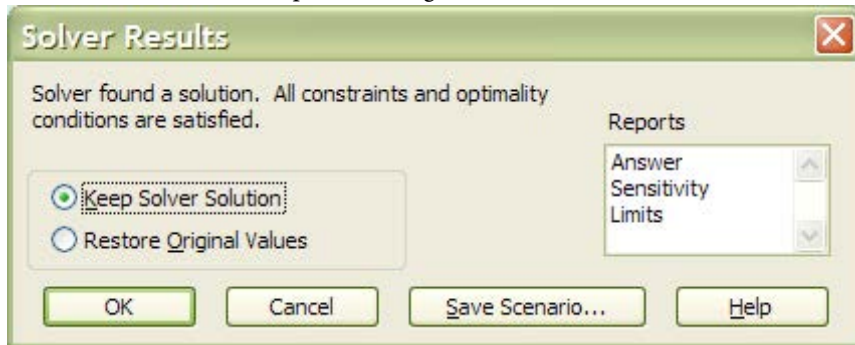 Solver Results
Solver found a solution. All constraints and optimality
conditions are satisfied.
Reports
Answer
Sensitivity
Limits
Keep Solver Solution
Restore Original Values
OK
Cancel
Save Scenario...
Help